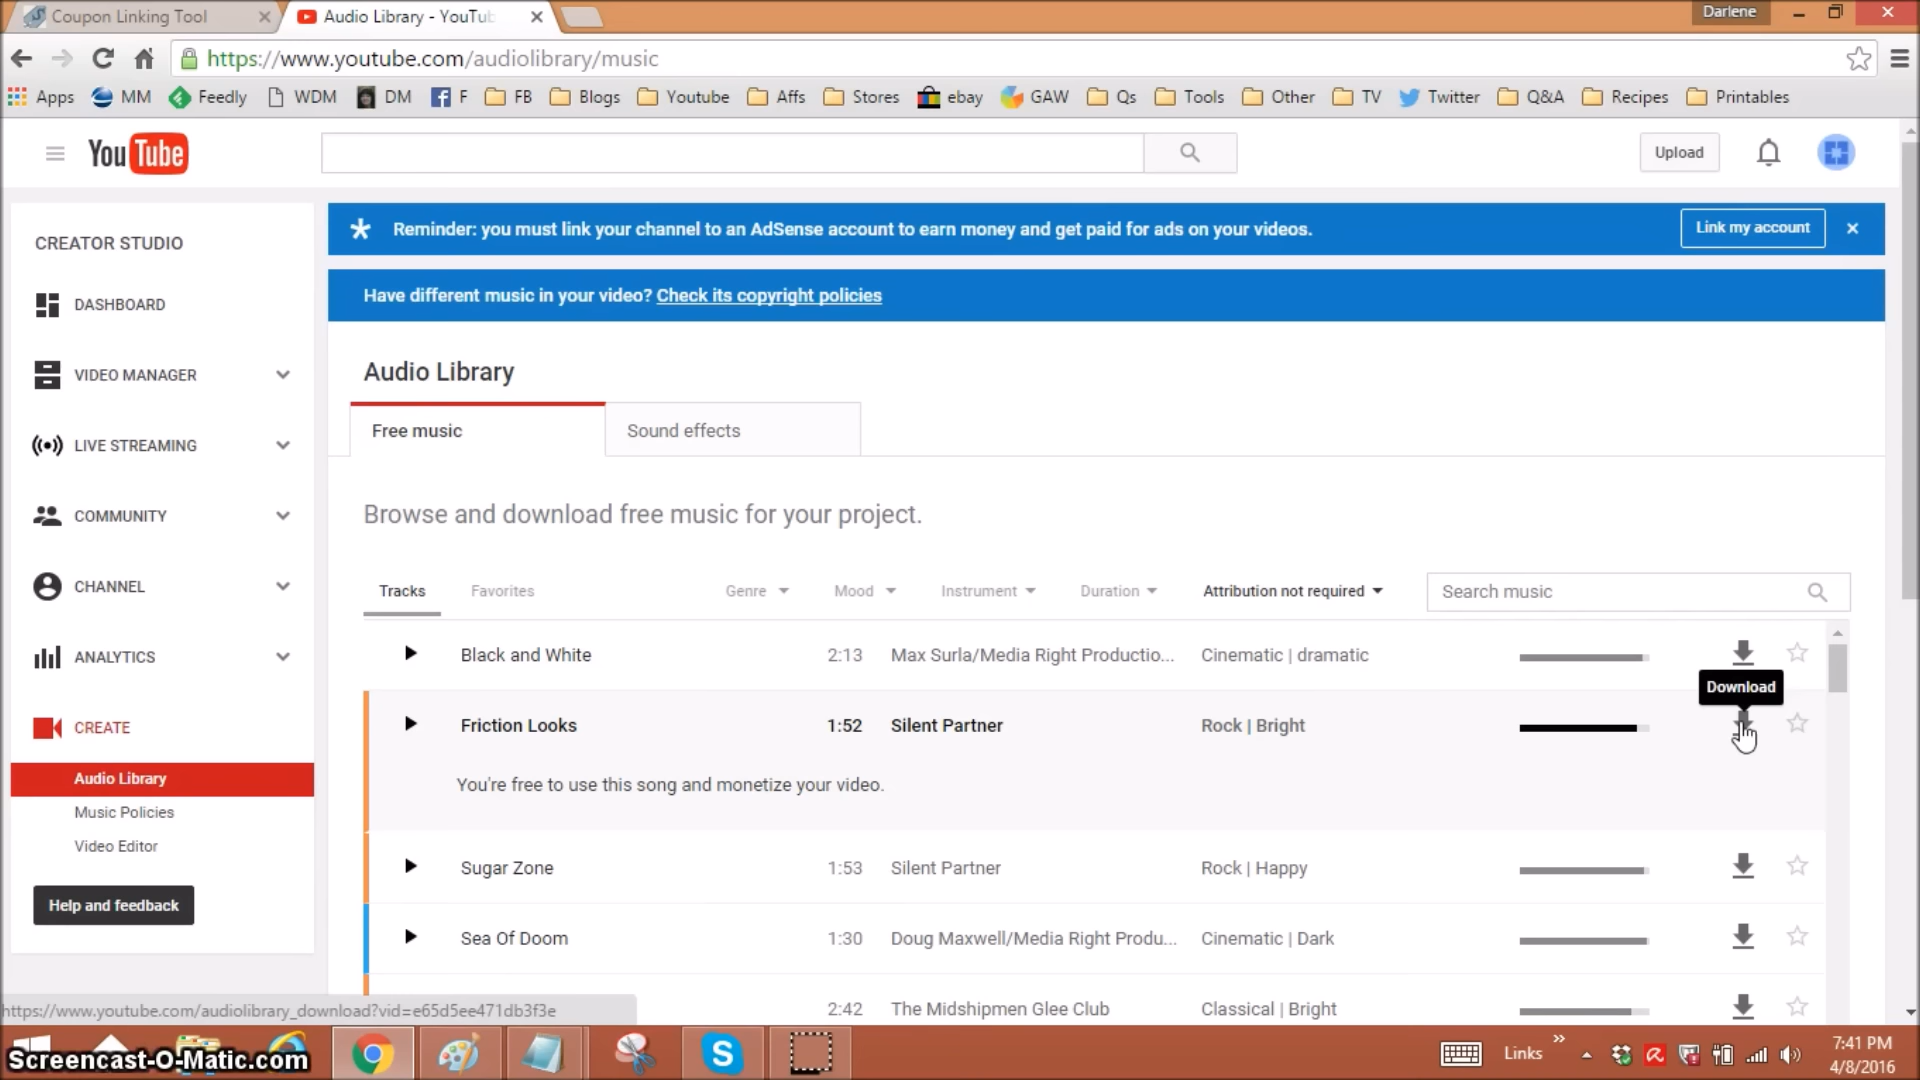 Coupon Linking Tool
Audio Library - YouTub
Darlene
https://www.youtube.com/audiolibrary/music
Apps MM Feedly WDM DM F FB Blogs Youtube Affs Stores ebay GAW Qs Tools Other TV Twitter Q&A Recipes Printables
YouTube
Upload
CREATOR STUDIO
DASHBOARD
VIDEO MANAGER
LIVE STREAMING
COMMUNITY
CHANNEL
ANALYTICS
CREATE
Audio Library
Music Policies
Video Editor
Help and feedback
Reminder: you must link your channel to an AdSense account to earn money and get paid for ads on your videos.
Link my account
Have different music in your video? Check its copyright policies
Audio Library
Free music
Sound effects
Browse and download free music for your project.
Tracks Favorites Genre Mood Instrument Duration Attribution not required Search music
Black and White 2:13 Max Surla/Media Right Productio... Cinematic | dramatic
Download
Friction Looks 1:52 Silent Partner Rock | Bright
You're free to use this song and monetize your video.
Sugar Zone 1:53 Silent Partner Rock | Happy
Sea Of Doom 1:30 Doug Maxwell/Media Right Produ... Cinematic | Dark
2:42 The Midshipmen Glee Club Classical | Bright
https://www.youtube.com/audiolibrary_download?vid=e65d5ee471db3f3e
Screencast-O-Matic.com
Links
7:41 PM
4/8/2016